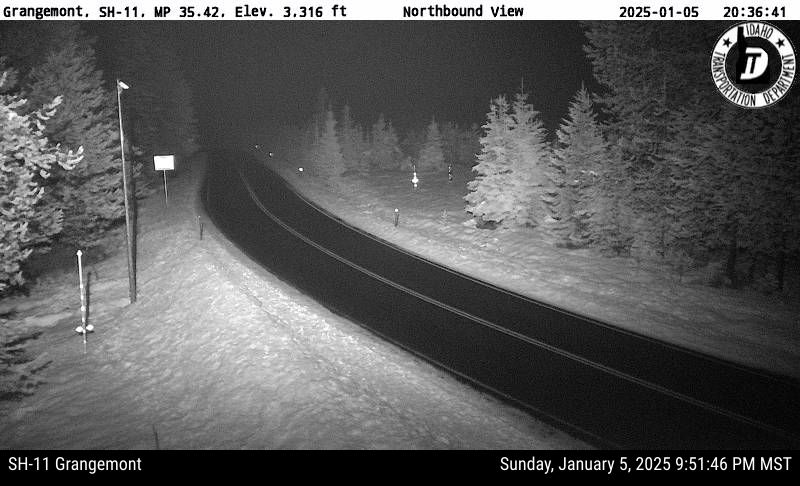 Grangemont, SH-11, MP 35.42, Elev. 3,316 ft Northbound View 2025-01-05 20:36:41
IDAHO
TRANSPORTATION DEPARTMENT
SH-11 Grangemont Sunday, January 5, 2025 9:51:46 PM MST